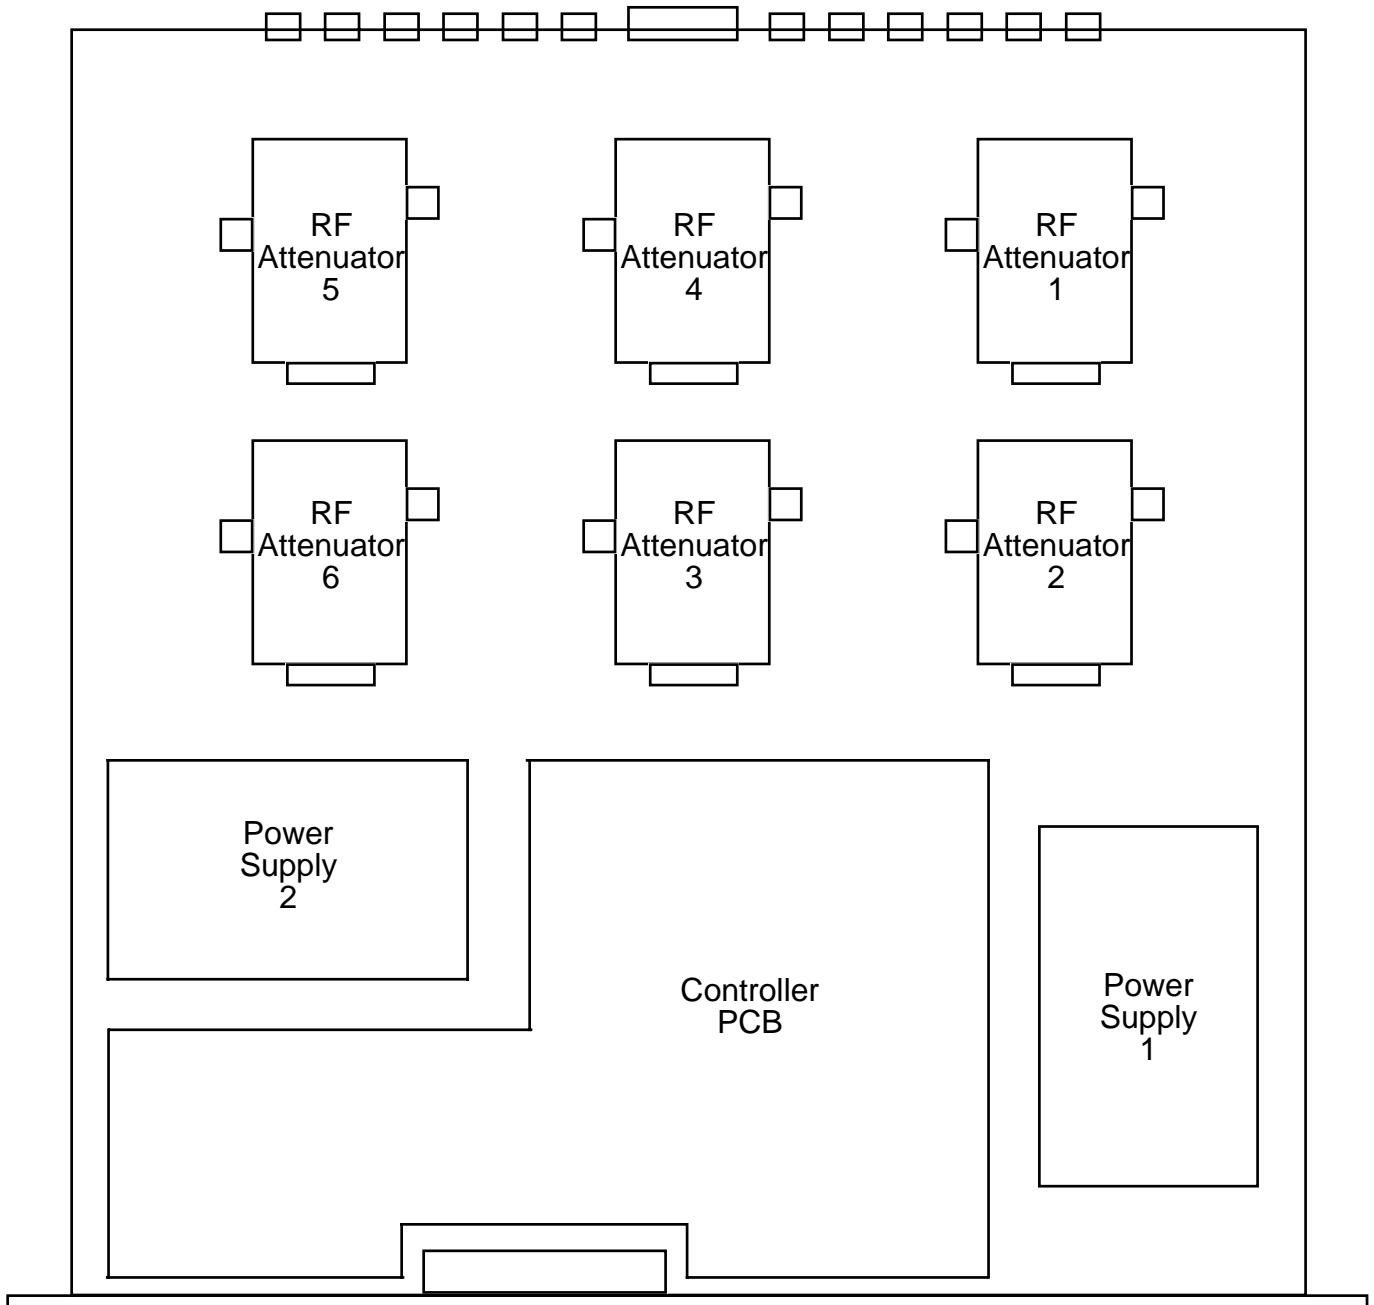 RF
Attenuator
5
RF
Attenuator
4
RF
Attenuator
1
RF
Attenuator
6
RF
Attenuator
3
RF
Attenuator
2
Power
Supply
2
Controller
PCB
Power
Supply
1